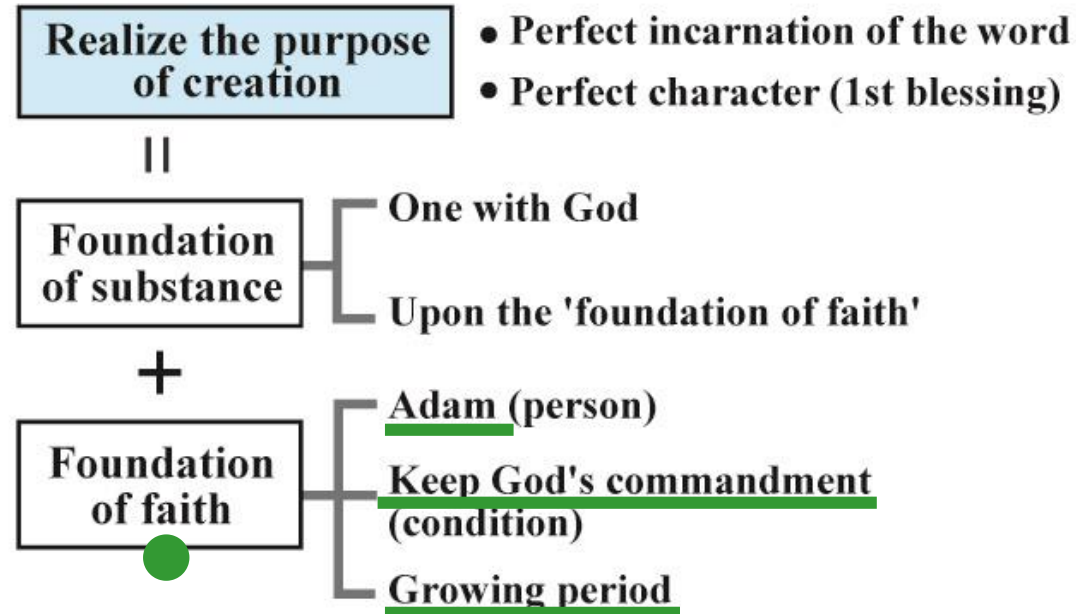 Realize the purpose
of creation
• Perfect incarnation of the word
• Perfect character (1st blessing)
=
Foundation
of substance
One with God
Upon the 'foundation of faith'
+
Foundation
of faith
Adam (person)
Keep God's commandment
(condition)
Growing period